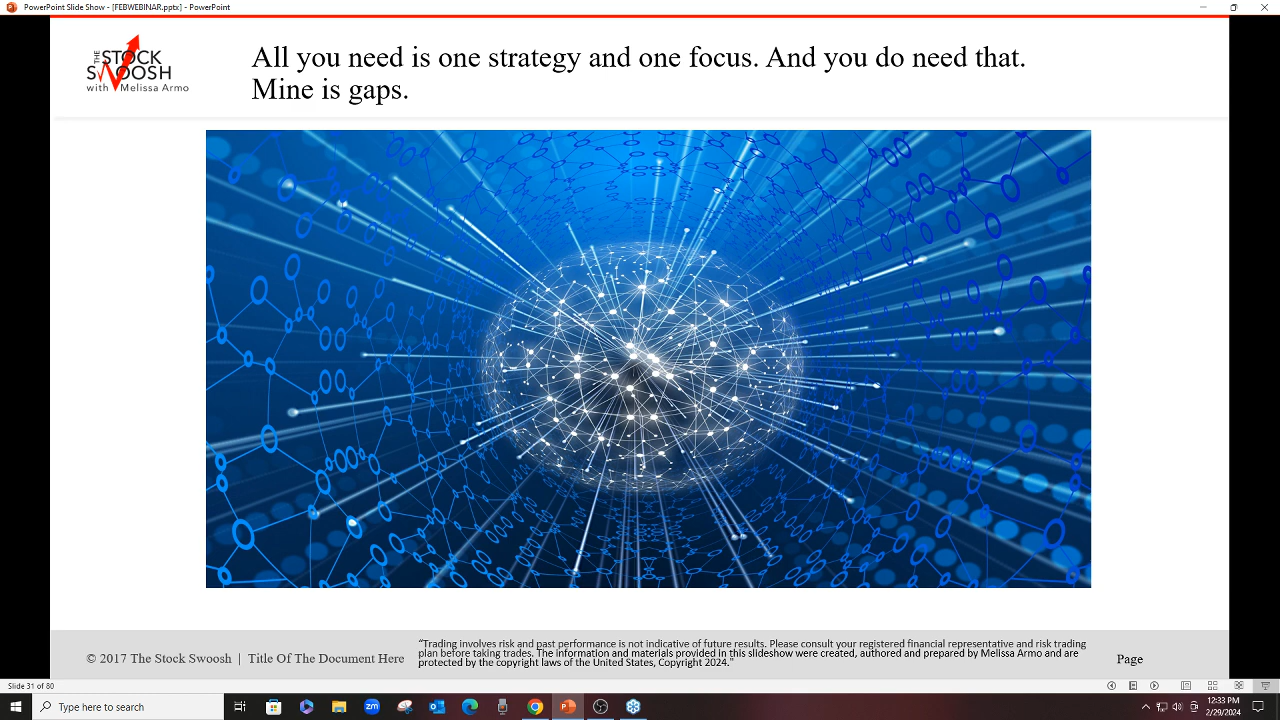 PowerPoint Slide Show - [FEBWEBINAR.pptx] - PowerPoint
THE STOCK
SWOOSH
with Melissa Armo
All you need is one strategy and one focus. And you do need that.
Mine is gaps.
© 2017 The Stock Swoosh | Title Of The Document Here
“Trading involves risk and past performance is not indicative of future results. Please consult your registered financial representative and risk trading
plan before taking trades. The information and materials provided in this slideshow were created, authored and prepared by Melissa Armo and are
protected by the copyright laws of the United States, Copyright 2024."
Page
Slide 31 of 80
Type here to search
zm
12:33 PM
2/29/2024